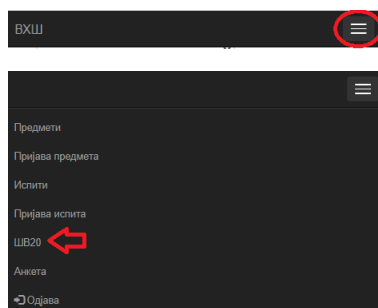 ВХШ
Предмети
Пријава предмета
Испити
Пријава испита
ШВ20
Анкета
Одјава